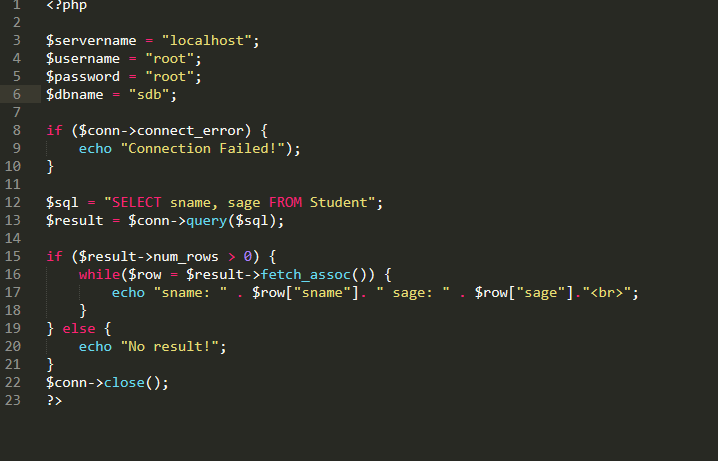 1 <?php
2
3 $servername = "localhost";
4 $username = "root";
5 $password = "root";
6 $dbname = "sdb";
7
8 if ($conn->connect_error) {
9     echo "Connection Failed!");
10 }
11
12 $sql = "SELECT sname, sage FROM Student";
13 $result = $conn->query($sql);
14
15 if ($result->num_rows > 0) {
16     while($row = $result->fetch_assoc()) {
17         echo "sname: " . $row["sname"]. " sage: " . $row["sage"]."<br>";
18     }
19 } else {
20     echo "No result!";
21 }
22 $conn->close();
23 ?>